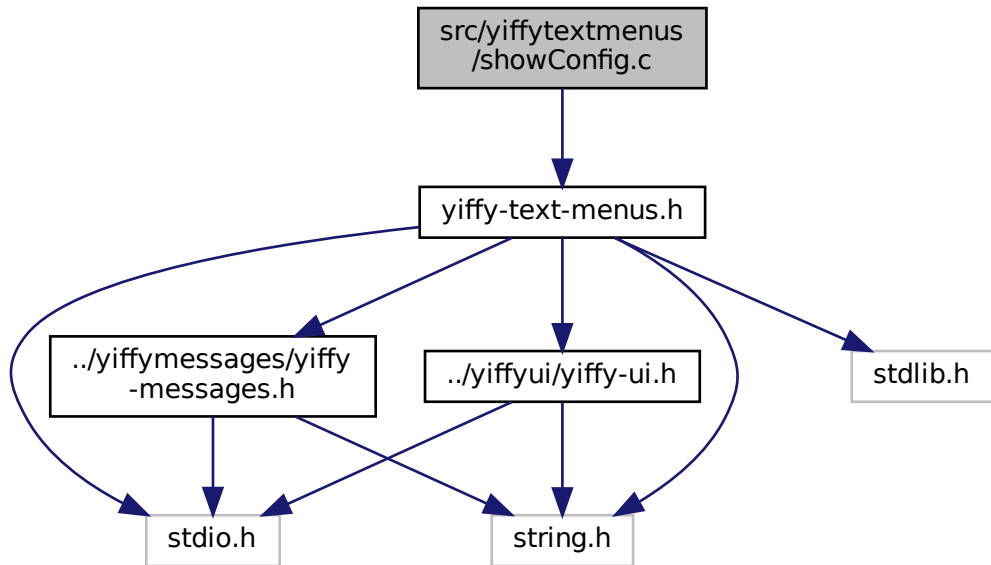 src/yiffytextmenus
/showConfig.c
yiffy-text-menus.h
../yiffymessages/yiffy
-messages.h
../yiffyui/yiffy-ui.h
stdlib.h
stdio.h
string.h